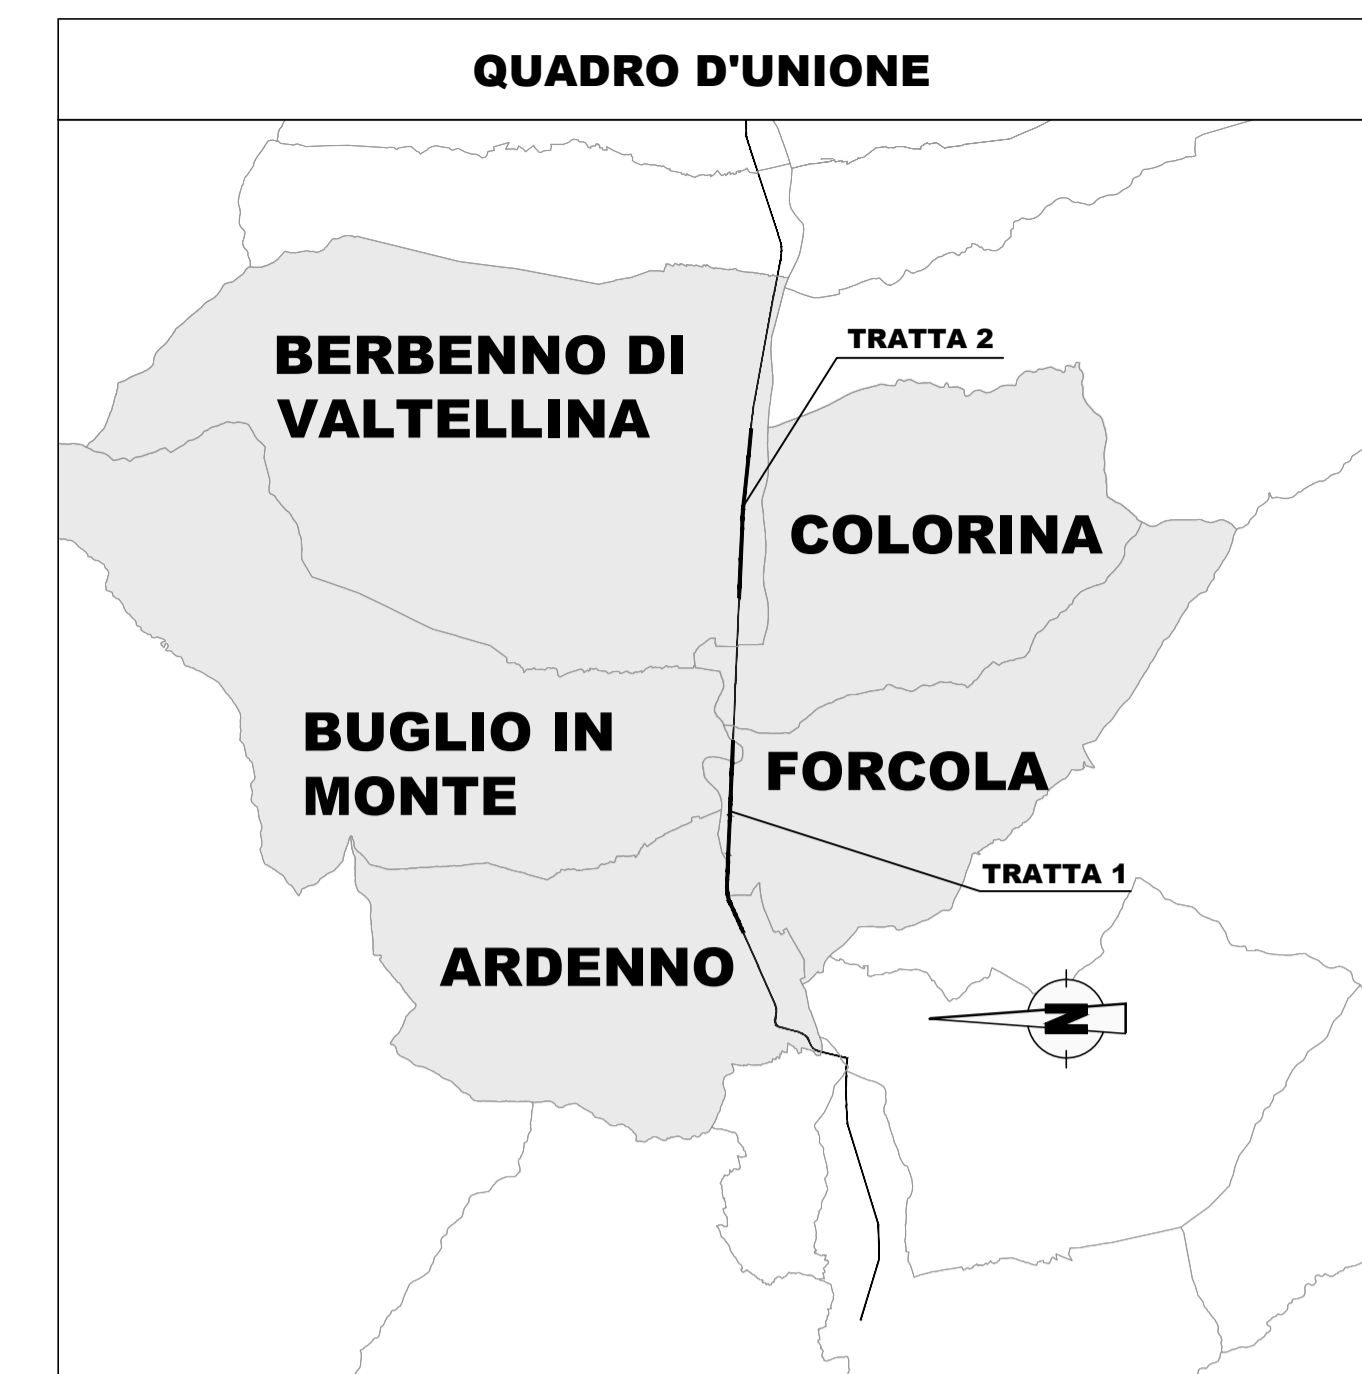 QUADRO D'UNIONE
BERBENNO DI
VALTELLINA
TRATTA 2
COLORINA
BUGLIO IN
MONTE
FORCOLA
TRATTA 1
ARDENNO
N